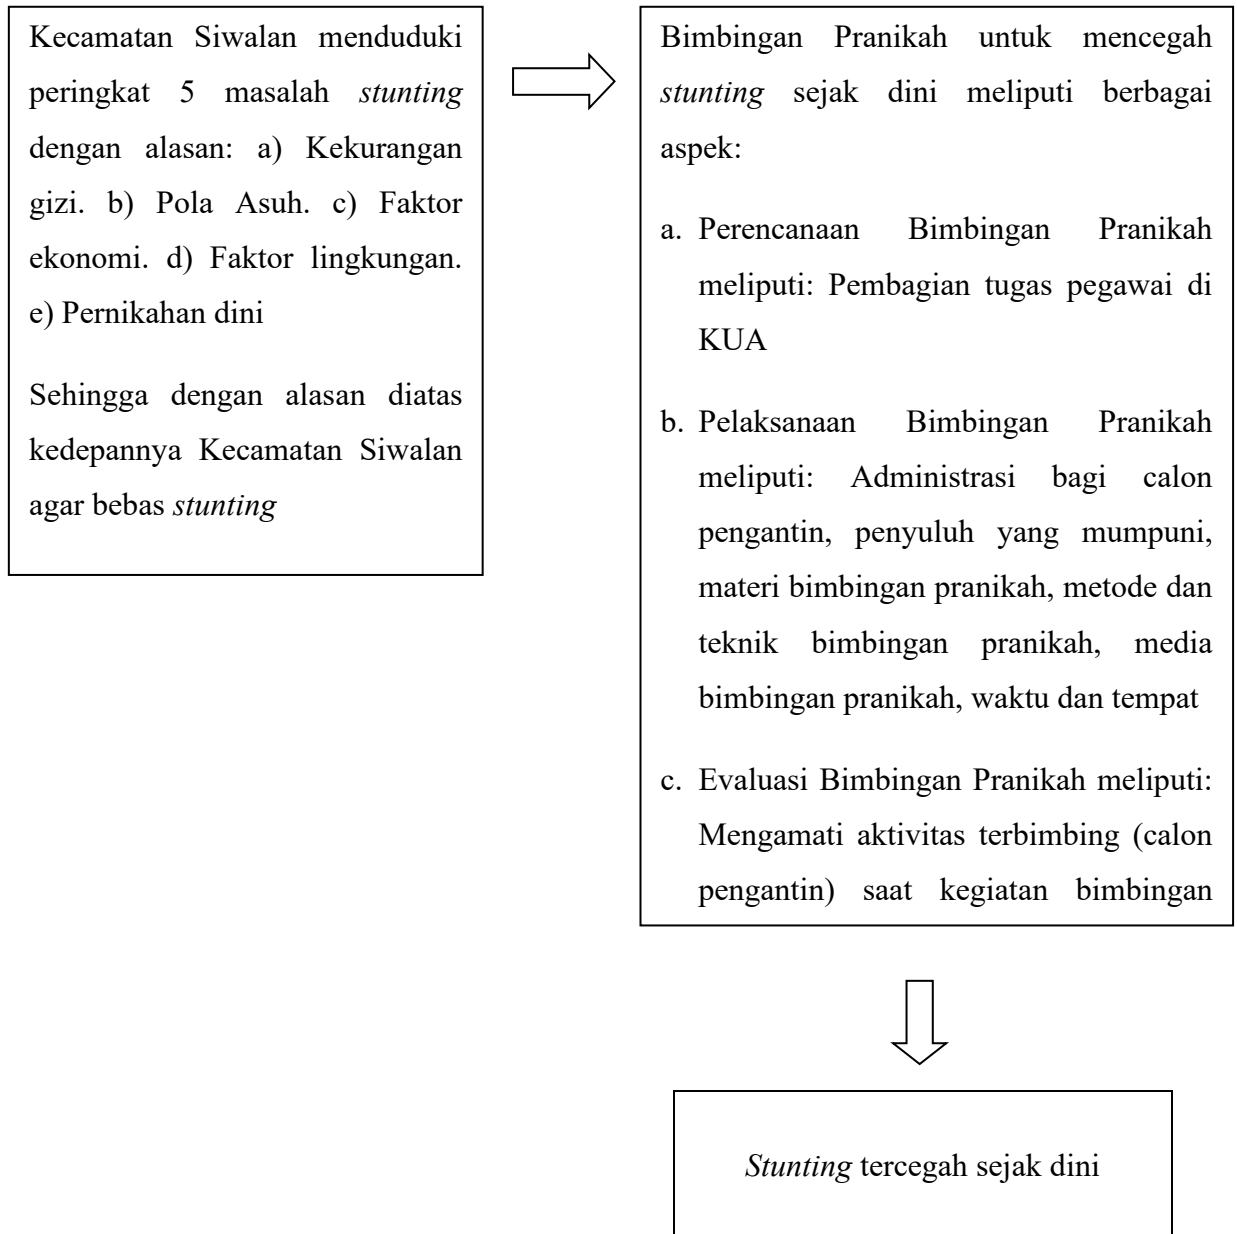 Kecamatan Siwalan menduduki
peringkat 5 masalah stunting
dengan alasan: a) Kekurangan
gizi. b) Pola Asuh. c) Faktor
ekonomi. d) Faktor lingkungan.
e) Pernikahan dini
Sehingga dengan alasan diatas
kedepannya Kecamatan Siwalan
agar bebas stunting
Bimbingan Pranikah untuk mencegah
stunting sejak dini meliputi berbagai
aspek:
a. Perencanaan Bimbingan Pranikah
meliputi: Pembagian tugas pegawai di
KUA
b. Pelaksanaan Bimbingan Pranikah
meliputi: Administrasi bagi calon
pengantin, penyuluh yang mumpuni,
materi bimbingan pranikah, metode dan
teknik bimbingan pranikah, media
bimbingan pranikah, waktu dan tempat
c. Evaluasi Bimbingan Pranikah meliputi:
Mengamati aktivitas terbimbing (calon
pengantin) saat kegiatan bimbingan
Stunting tercegah sejak dini